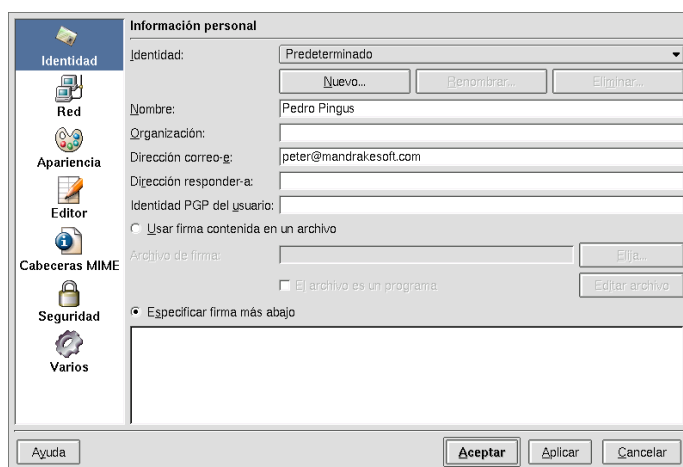 Identidad
Red
Apariencia
Editor
Cabeceras MIME
Seguridad
Varios
Información personal
Identidad:
Predeterminado
Nuevo...
Renombrar...
Eliminar...
Nombre:
Pedro Pingus
Organización:
Dirección correo-e:
peter@mandrakesoft.com
Dirección responder-a:
Identidad PGP del usuario:
Usar firma contenida en un archivo
Archivo de firma:
Elija...
El archivo es un programa
Editar archivo
Especificar firma más abajo
Ayuda
Aceptar
Aplicar
Cancelar